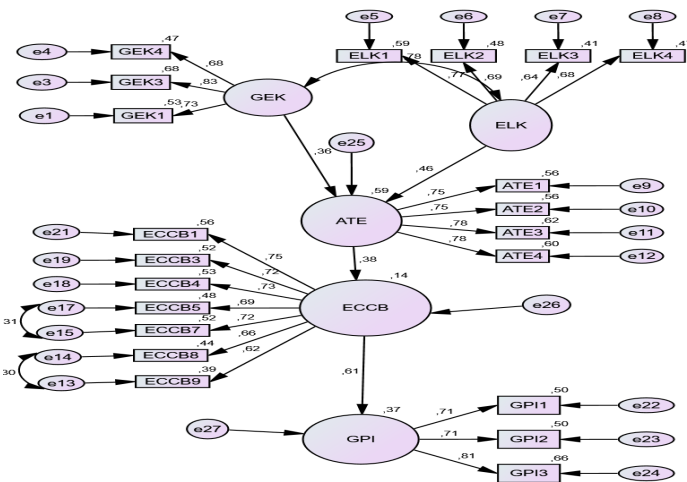 e5 e6 e7 e8
,47 ,59 ,48 ,41 ,4
e4 GEK4 ELK1 ELK2 ELK3 ELK4
,68 ,68 ,78 ,77 ,69 ,64 ,68
e3 GEK3 ,83
GEK
,53 ,73
e1 GEK1
ELK
e25
,36 ,46
,59 ,75 ,56
ATE1 e9
,75 ,56
ATE2 e10
ATE
,56 ,78 ,62
e21 ECCB1 ATE3 e11
,78 ,60
ATE4 e12
,52 ,75 ,38
e19 ECCB3
,53 ,72 ,14
e18 ECCB4
,48 ,73
e17 ECCB5 ,69 ECCB e26
31
,52 ,72
e15 ECCB7
,44 ,66
e14 ECCB8
,39 ,62
30
e13 ECCB9
,61
,50
GPI1 e22
,37 ,71
e27 ,50
GPI ,71 GPI2 e23
,81 ,66
GPI3 e24